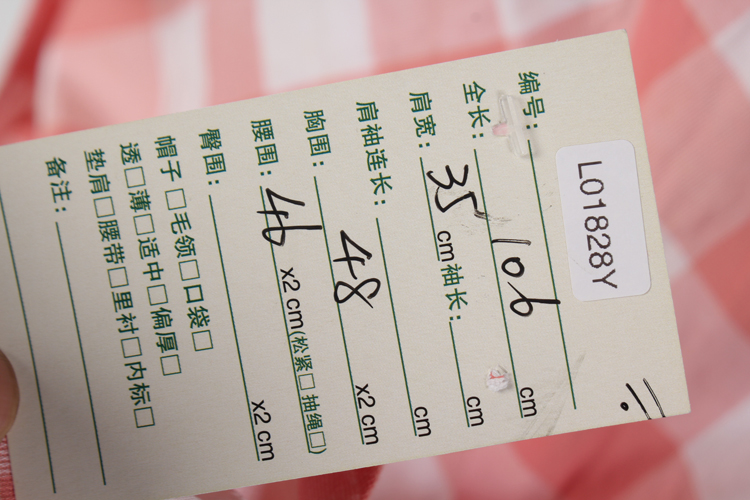 编号: L01828Y
全长: 106 cm
肩宽: 35 cm 袖长: cm
肩袖连长: cm
胸围: 48 x2 cm
腰围: 46 x2 cm(松紧□ 抽绳□)
臀围: x2 cm
帽子□毛领□口袋□
透□薄□适中□偏厚□
垫肩□腰带□里衬□内标□
备注: